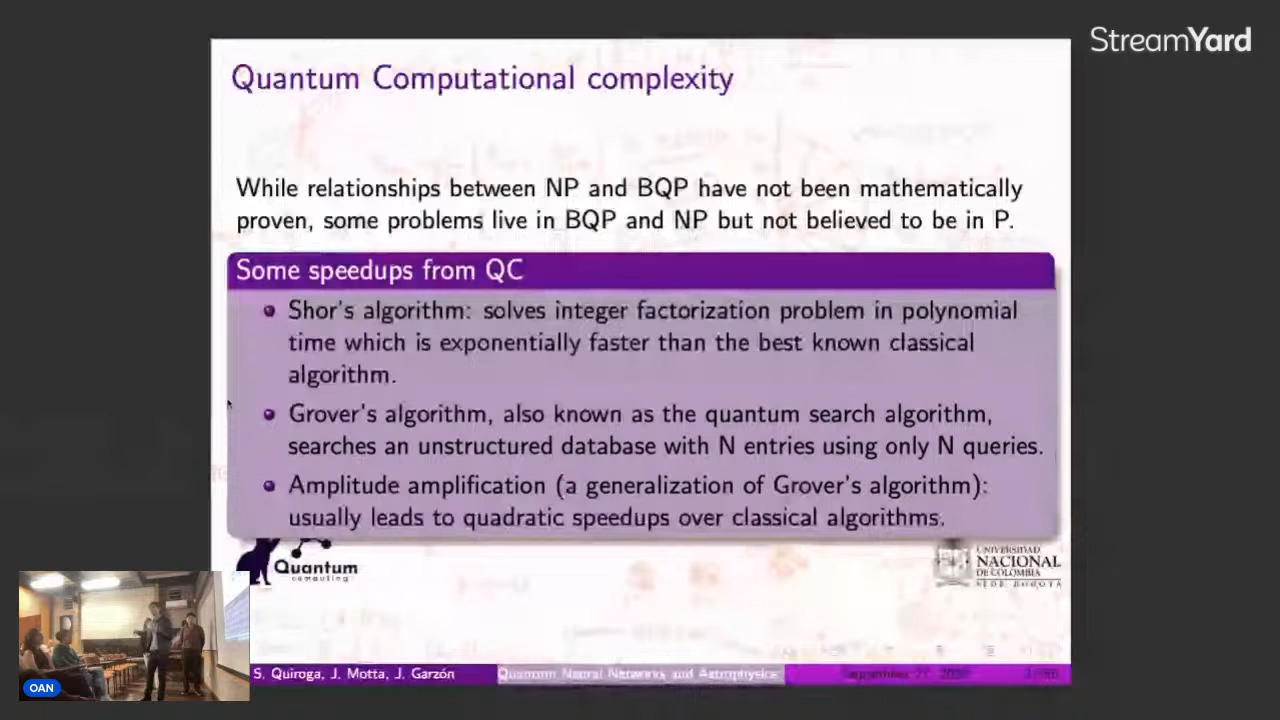 StreamYard
Quantum Computational complexity
While relationships between NP and BQP have not been mathematically
proven, some problems live in BQP and NP but not believed to be in P.
Some speedups from QC
Shor's algorithm: solves integer factorization problem in polynomial
time which is exponentially faster than the best known classical
algorithm.
Grover's algorithm, also known as the quantum search algorithm,
searches an unstructured database with N entries using only N queries.
Amplitude amplification (a generalization of Grover's algorithm):
usually leads to quadratic speedups over classical algorithms.
Quantum
computing
UNIVERSIDAD
NACIONAL
DE COLOMBIA
SEDE BOGOTÁ
OAN
S. Quiroga, J. Motta, J. Garzón
Quantum Neural Networks and Astrophysics
September